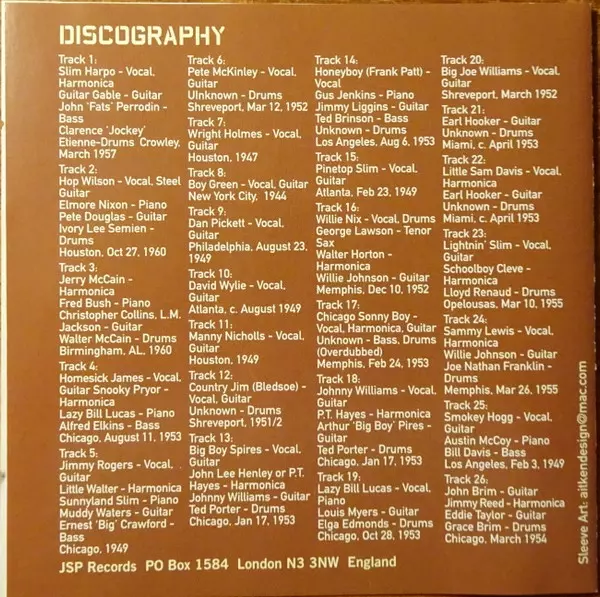 DISCOGRAPHY
Track 1:
Slim Harpo - Vocal,
Harmonica
Guitar Gable - Guitar
John 'Fats' Perrodin -
Bass
Clarence 'Jockey'
Etienne-Drums Crowley,
March 1957
Track 2:
Hop Wilson - Vocal, Steel
Guitar
Elmore Nixon - Piano
Pete Douglas - Guitar
Ivory Lee Semien -
Drums
Houston, Oct 27, 1960
Track 3:
Jerry McCain -
Harmonica
Fred Bush - Piano
Christopher Collins, L.M.
Jackson - Guitar
Walter McCain - Drums
Birmingham, AL. 1960
Track 4:
Homesick James - Vocal,
Guitar Snooky Pryor -
Harmonica
Lazy Bill Lucas - Piano
Alfred Elkins - Bass
Chicago, August 11, 1953
Track 5:
Jimmy Rogers - Vocal,
Guitar
Little Walter - Harmonica
Sunnyland Slim - Piano
Muddy Waters - Guitar
Ernest 'Big' Crawford -
Bass
Chicago, 1949
Track 6:
Pete McKinley - Vocal,
Guitar
Ulnknown - Drums
Shreveport, Mar 12, 1952
Track 7:
Wright Holmes - Vocal,
Guitar
Houston, 1947
Track 8:
Boy Green - Vocal, Guitar
New York City, 1944
Track 9:
Dan Pickett - Vocal,
Guitar
Philadelphia, August 23,
1949
Track 10:
David Wylie - Vocal,
Guitar
Atlanta, c. August 1949
Track 11:
Manny Nicholls - Vocal,
Guitar
Houston, 1949
Track 12:
Country Jim (Bledsoe) -
Vocal, Guitar
Unknown - Drums
Shreveport, 1951/2
Track 13:
Big Boy Spires - Vocal,
Guitar
John Lee Henley or P.T.
Hayes - Harmonica
Johnny Williams - Guitar
Ted Porter - Drums
Chicago, Jan 17, 1953
Track 14:
Honeyboy (Frank Patt) -
Vocal
Gus Jenkins - Piano
Jimmy Liggins - Guitar
Ted Brinson - Bass
Unknown - Drums
Los Angeles, Aug 6, 1953
Track 15:
Pinetop Slim - Vocal,
Guitar
Atlanta, Feb 23, 1949
Track 16:
Willie Nix - Vocal, Drums
George Lawson - Tenor
Sax
Walter Horton -
Harmonica
Willie Johnson - Guitar
Memphis, Dec 10, 1952
Track 17:
Chicago Sonny Boy -
Vocal, Harmonica, Guitar
Unknown - Bass, Drums
(Overdubbed)
Memphis, Feb 24, 1953
Track 18:
Johnny Williams - Vocal,
Guitar
P.T. Hayes - Harmonica
Arthur 'Big Boy' Pires -
Guitar
Ted Porter - Drums
Chicago, Jan 17, 1953
Track 19:
Lazy Bill Lucas - Vocal,
Piano
Louis Myers - Guitar
Elga Edmonds - Drums
Chicago, Oct 28, 1953
Track 20:
Big Joe Williams - Vocal,
Guitar
Shreveport, March 1952
Track 21:
Earl Hooker - Guitar
Unknown - Drums
Miami, c. April 1953
Track 22:
Little Sam Davis - Vocal,
Harmonica
Earl Hooker - Guitar
Unknown - Drums
Miami, c. April 1953
Track 23:
Lightnin' Slim - Vocal,
Guitar
Schoolboy Cleve -
Harmonica
Lloyd Renaud - Drums
Opelousas, Mar 10, 1955
Track 24:
Sammy Lewis - Vocal,
Harmonica
Willie Johnson - Guitar
Joe Nathan Franklin -
Drums
Memphis, Mar 26, 1955
Track 25:
Smokey Hogg - Vocal,
Guitar
Austin McCoy - Piano
Bill Davis - Bass
Los Angeles, Feb 3, 1949
Track 26:
John Brim - Guitar
Jimmy Reed - Harmonica
Eddie Taylor - Guitar
Grace Brim - Drums
Chicago, March 1954
JSP Records PO Box 1584 London N3 3NW England
Sleeve Art: aitkendesign@mac.com